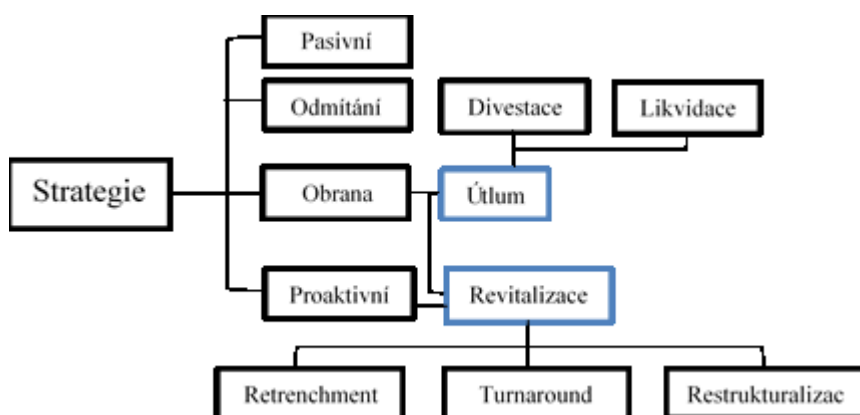 Pasivní
Odmítání
Divestace
Likvidace
Strategie
Obrana
Útlum
Proaktivní
Revitalizace
Retrenchment
Turnaround
Restrukturalizac